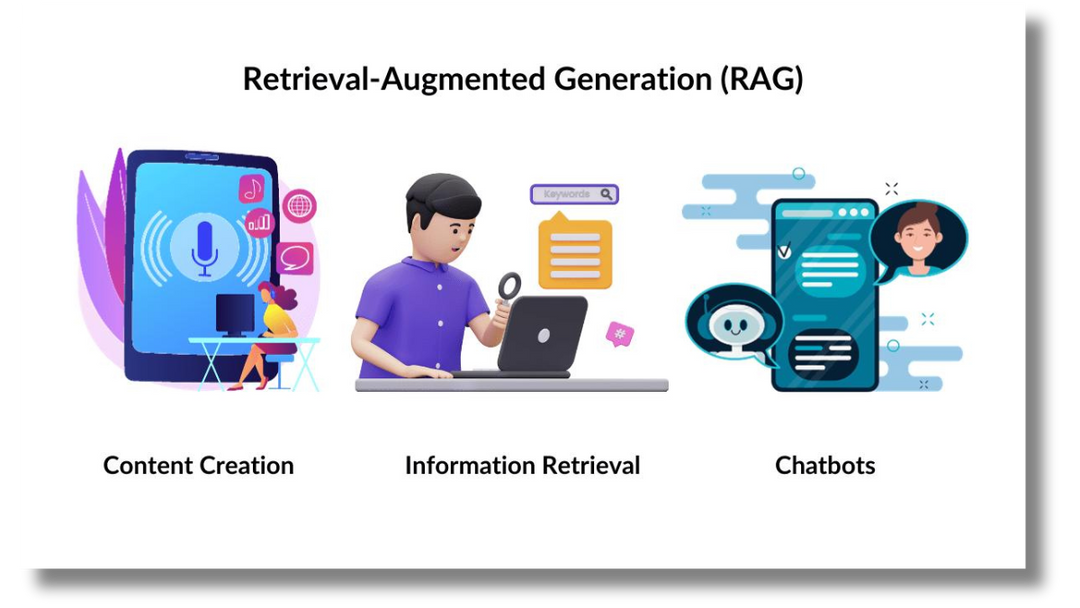 Retrieval-Augmented Generation (RAG)
Keywords
#
Content Creation
Information Retrieval
Chatbots